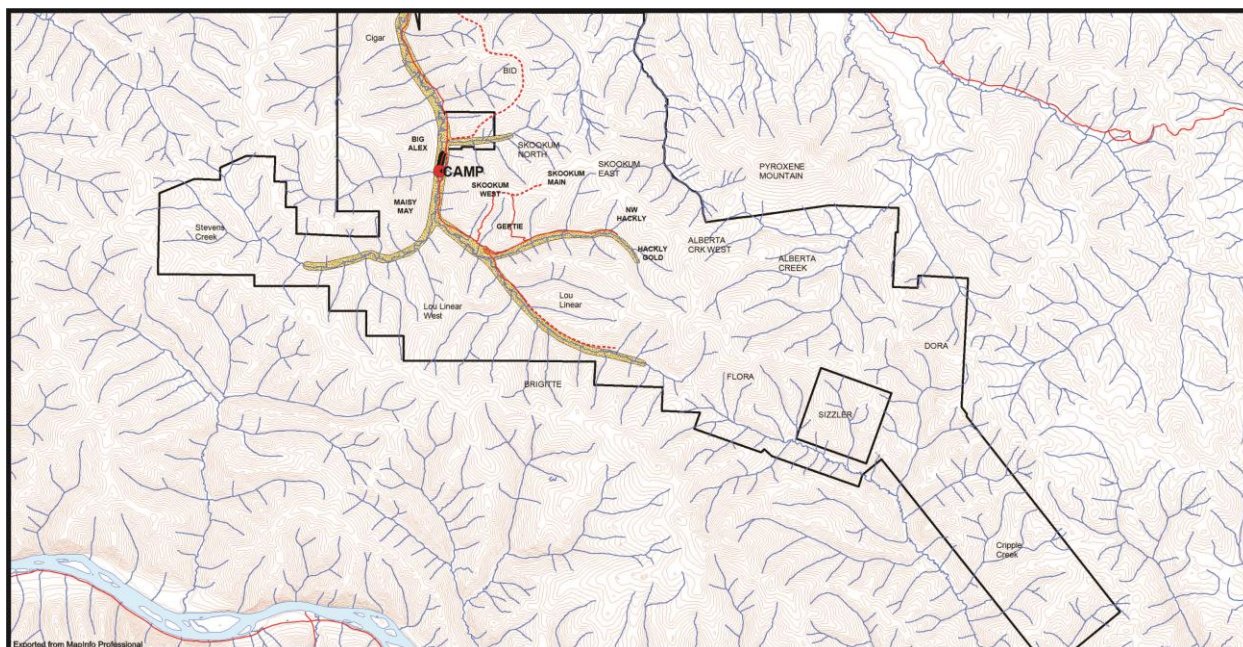 Cigar
BID
BIG
ALEX
SKOOKUM
NORTH
CAMP
SKOOKUM
EAST
PYROXENE
MOUNTAIN
SKOOKUM
MAIN
SKOOKUM
WEST
MAISY
MAY
NW
HACKLY
GERTIE
Stevens
Creek
HACKLY
GOLD
ALBERTA
CRK WEST
ALBERTA
CREEK
Lou
Linear
Lou Linear
West
DORA
FLORA
BRIGITTE
SIZZLER
Cripple
Creek
Exported from MapInfo Professional